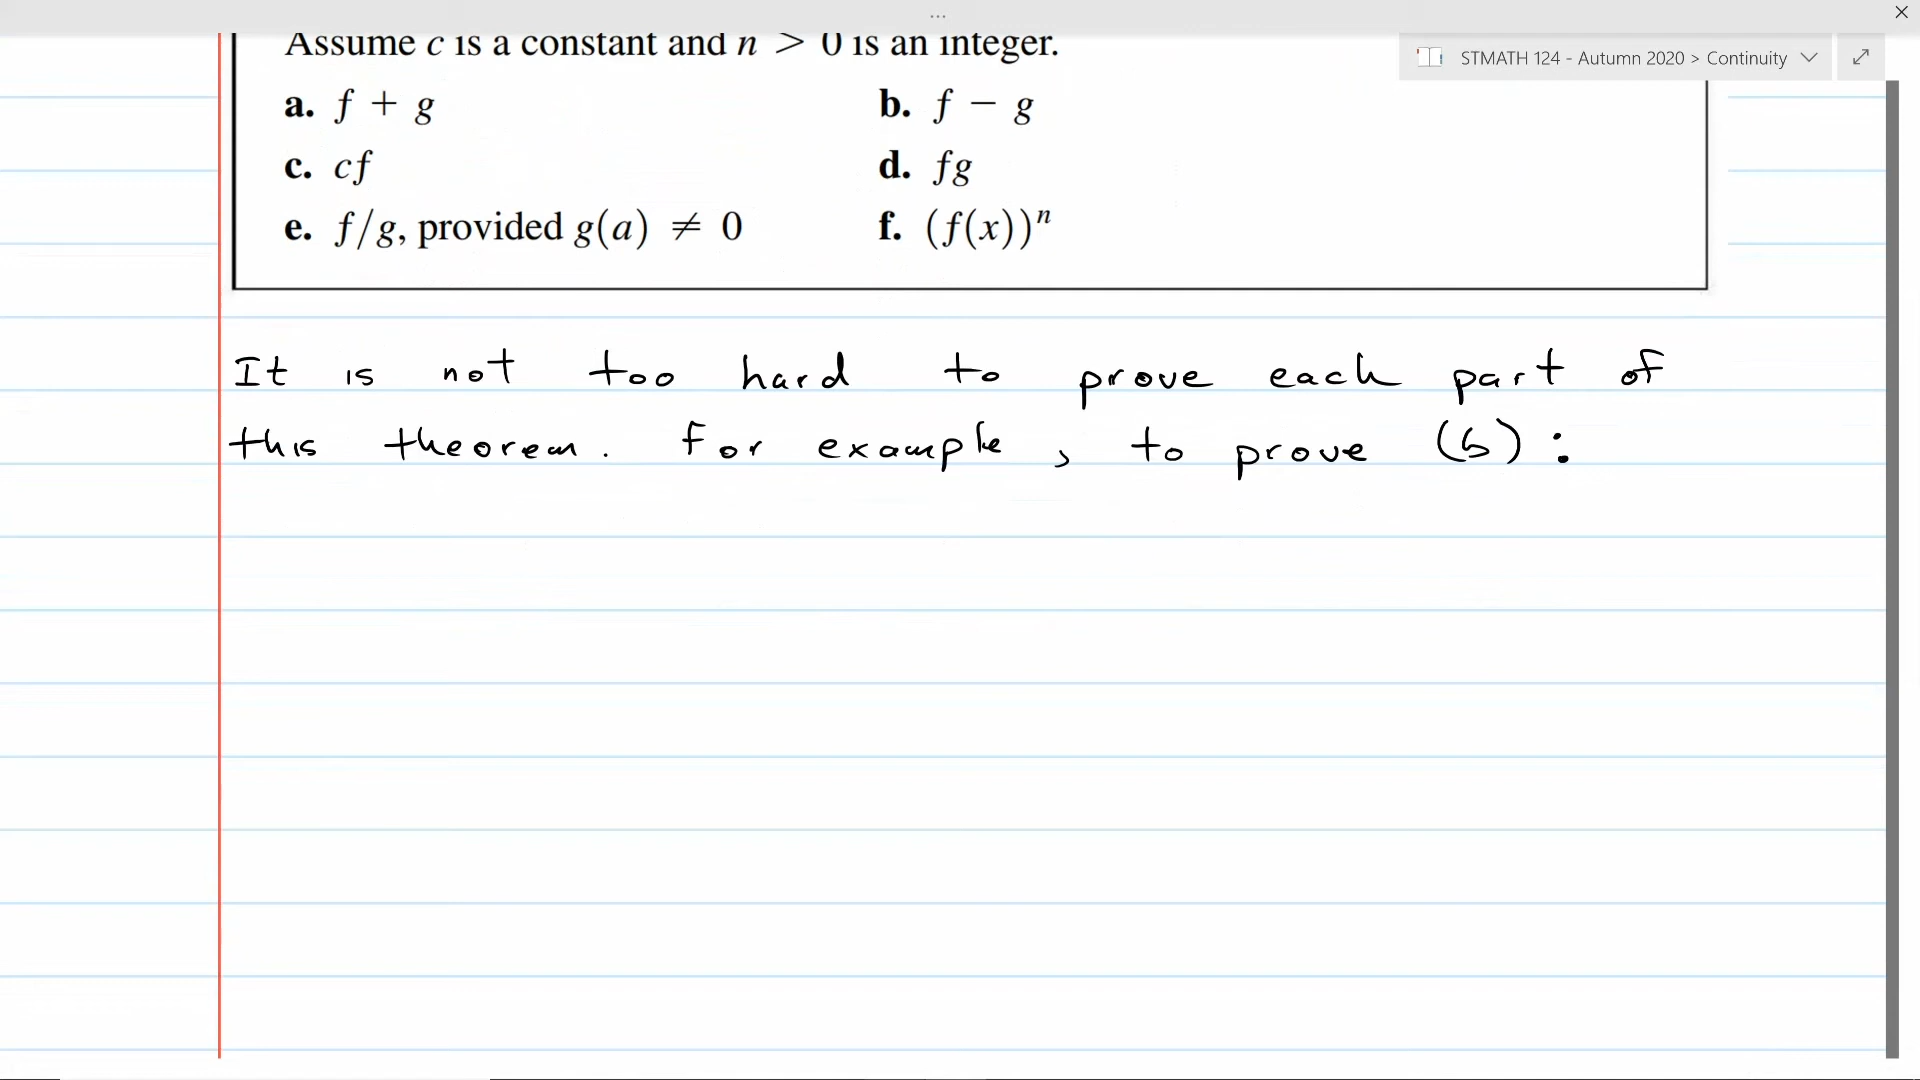 ...
Assume c is a constant and n > 0 is an integer.
STMATH 124 - Autumn 2020 > Continuity
a. f + g
b. f − g
c. cf
d. fg
e. f/g, provided g(a) ≠ 0
f. (f(x))ⁿ
It is not too hard to prove each part of
this theorem. For example, to prove (b):